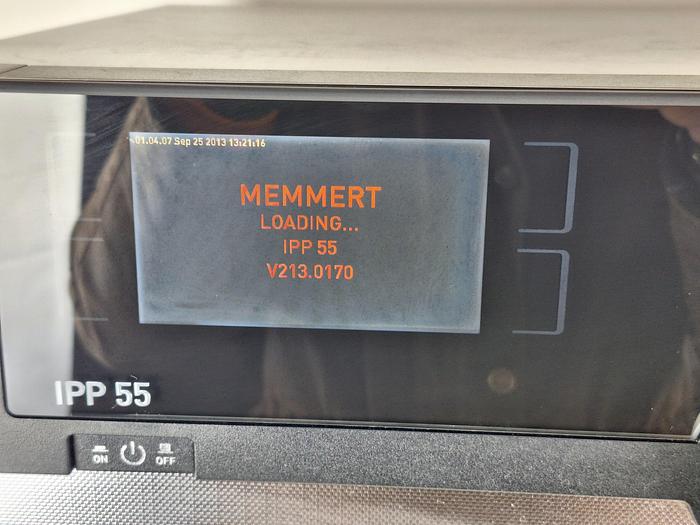 01.04.07 Sep 25 2013 13:21:16
MEMMERT
LOADING...
IPP 55
V213.0170
IPP 55
ON OFF